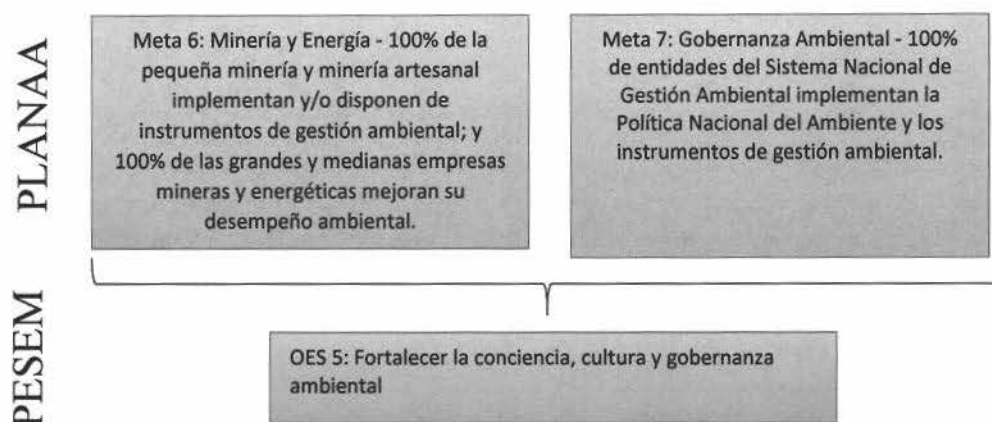 PLANAA
Meta 6: Minería y Energía - 100% de la
pequeña minería y minería artesanal
implementan y/o disponen de
instrumentos de gestión ambiental; y
100% de las grandes y medianas empresas
mineras y energéticas mejoran su
desempeño ambiental.
Meta 7: Gobernanza Ambiental - 100%
de entidades del Sistema Nacional de
Gestión Ambiental implementan la
Política Nacional del Ambiente y los
instrumentos de gestión ambiental.
PESEM
OES 5: Fortalecer la conciencia, cultura y gobernanza
ambiental